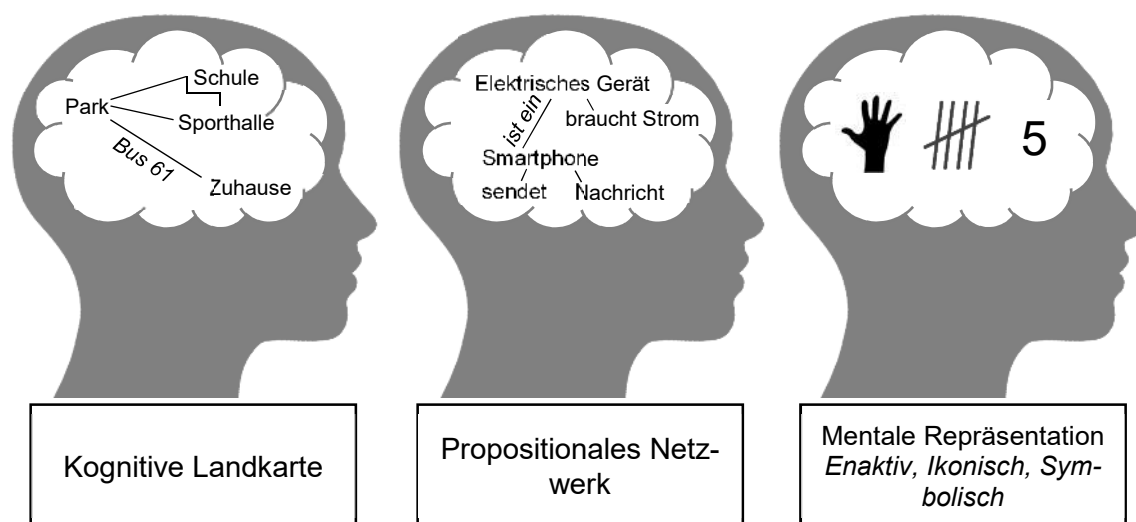 Schule
Park
Sporthalle
Bus 61
Zuhause
Kognitive Landkarte
Elektrisches Gerät
ist ein
braucht Strom
Smartphone
sendet
Nachricht
Propositionales Netz-
werk
5
Mentale Repräsentation
Enaktiv, Ikonisch, Sym-
bolisch